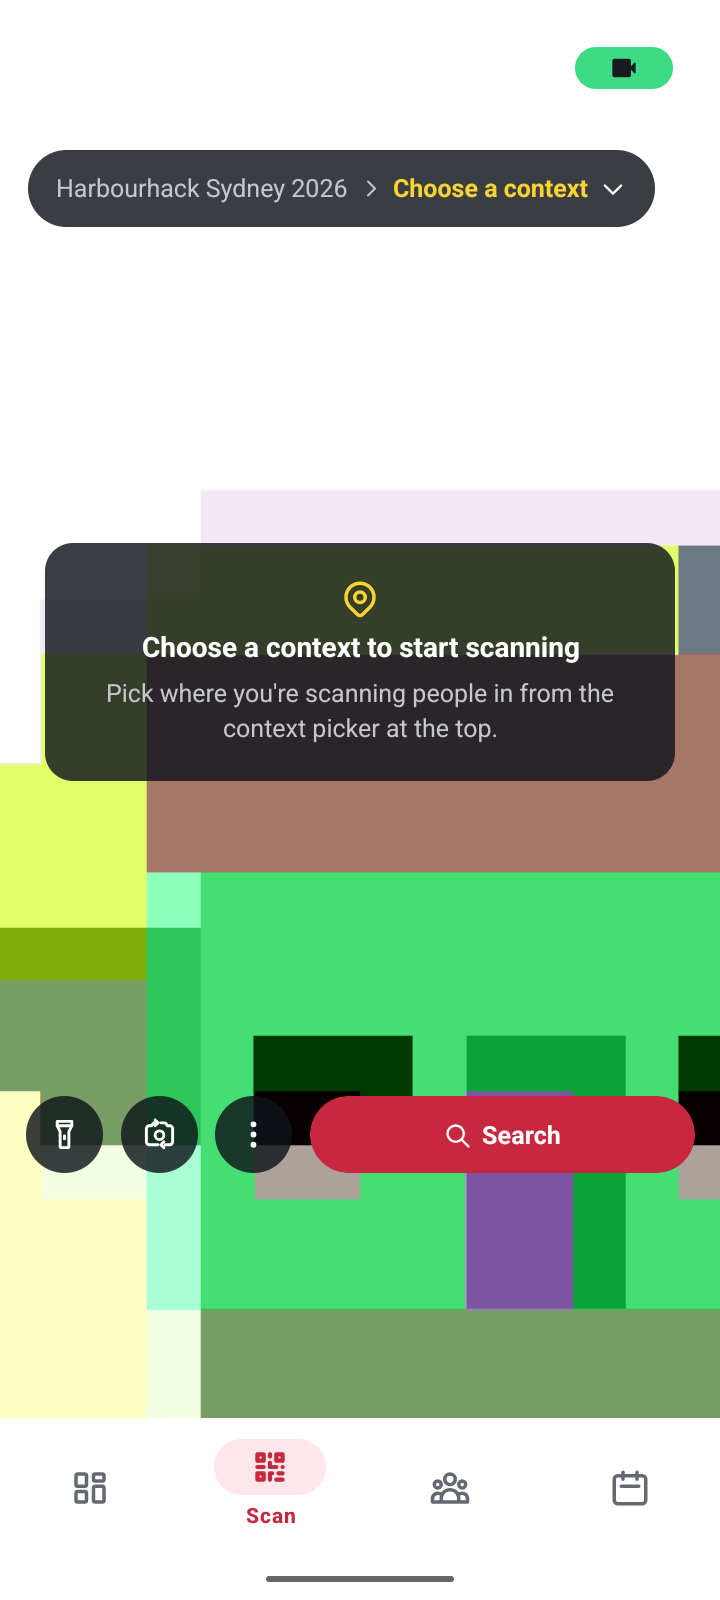 Harbourhack Sydney 2026 > Choose a context
Choose a context to start scanning
Pick where you're scanning people in from the
context picker at the top.
Search
Scan